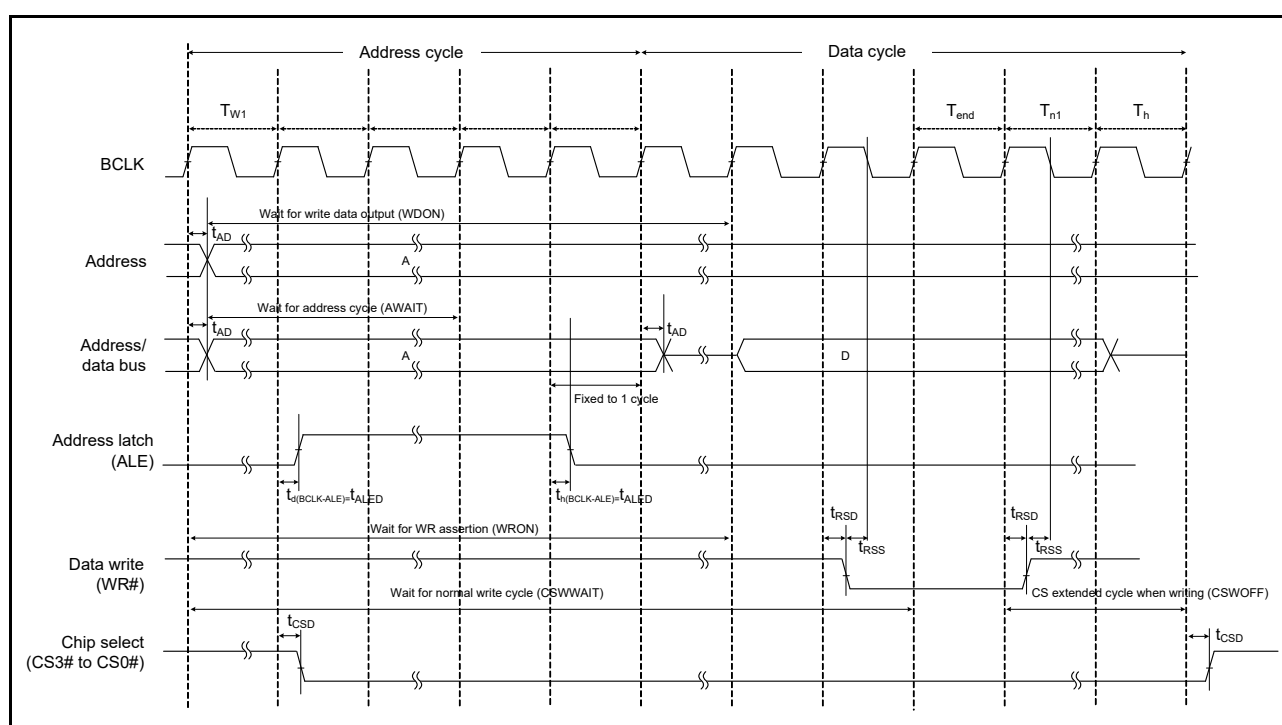 Address cycle Data cycle
TW1 Tend Tn1 Th
BCLK
Wait for write data output (WDON)
tAD
Address A
Wait for address cycle (AWAIT)
tAD tAD
Address/
data bus A D
Fixed to 1 cycle
Address latch
(ALE)
td(BCLK-ALE)=tALED th(BCLK-ALE)=tALED
tRSD tRSD
Wait for WR assertion (WRON)
tRSS tRSS
Data write
(WR#)
Wait for normal write cycle (CSWWAIT) CS extended cycle when writing (CSWOFF)
tCSD tCSD
Chip select
(CS3# to CS0#)